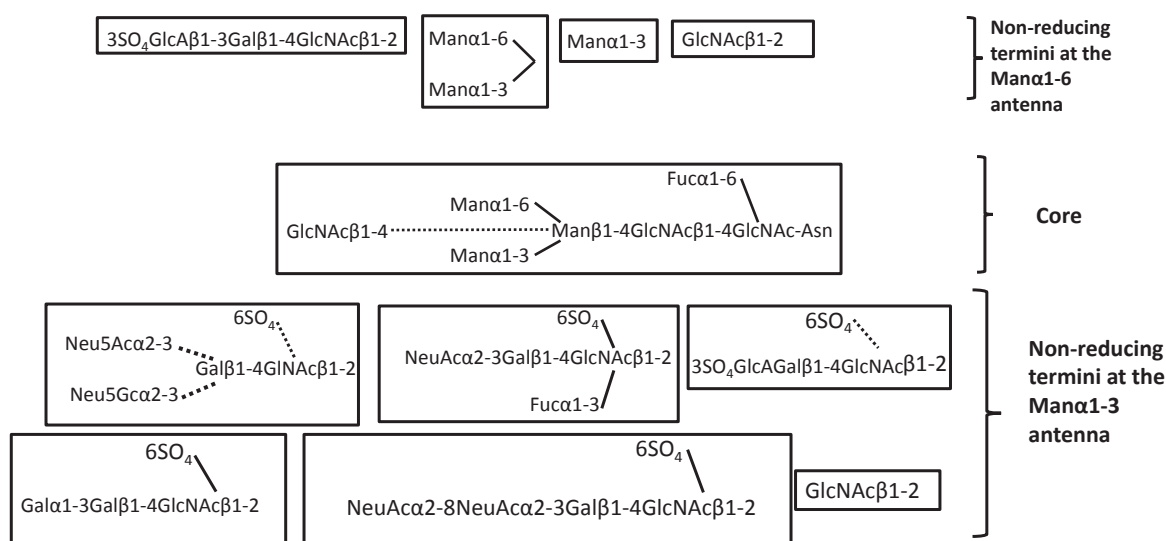 3SO₄GlcAβ1-3Galβ1-4GlcNAcβ1-2
Manα1-6
Manα1-3
Manα1-3
GlcNAcβ1-2
Non-reducing
termini at the
Manα1-6
antenna
Fucα1-6
Manα1-6
GlcNAcβ1-4
Manβ1-4GlcNAcβ1-4GlcNAc-Asn
Manα1-3
Core
6SO₄
Neu5Acα2-3
Galβ1-4GlNAcβ1-2
Neu5Gcα2-3
6SO₄
NeuAcα2-3Galβ1-4GlcNAcβ1-2
Fucα1-3
6SO₄
3SO₄GlcAGalβ1-4GlcNAcβ1-2
Non-reducing
termini at the
Manα1-3
antenna
6SO₄
Galα1-3Galβ1-4GlcNAcβ1-2
6SO₄
NeuAcα2-8NeuAcα2-3Galβ1-4GlcNAcβ1-2
GlcNAcβ1-2